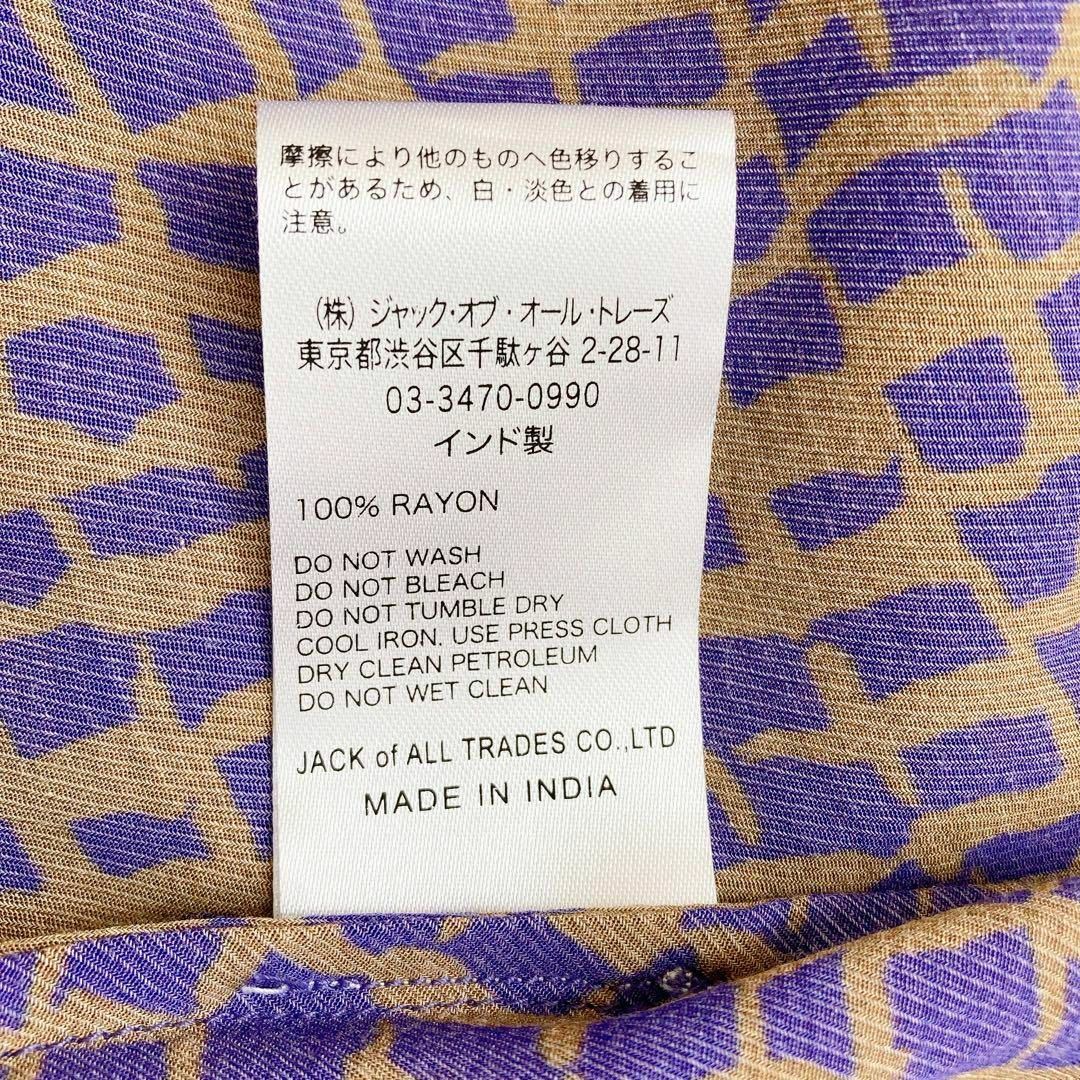 摩擦により他のものへ色移りするこ
とがあるため、白・淡色との着用に
注意。
（株）ジャック・オブ・オール・トレーズ
東京都渋谷区千駄ヶ谷 2-28-11
03-3470-0990
インド製
100% RAYON
DO NOT WASH
DO NOT BLEACH
DO NOT TUMBLE DRY
COOL IRON. USE PRESS CLOTH
DRY CLEAN PETROLEUM
DO NOT WET CLEAN
JACK of ALL TRADES CO.,LTD
MADE IN INDIA